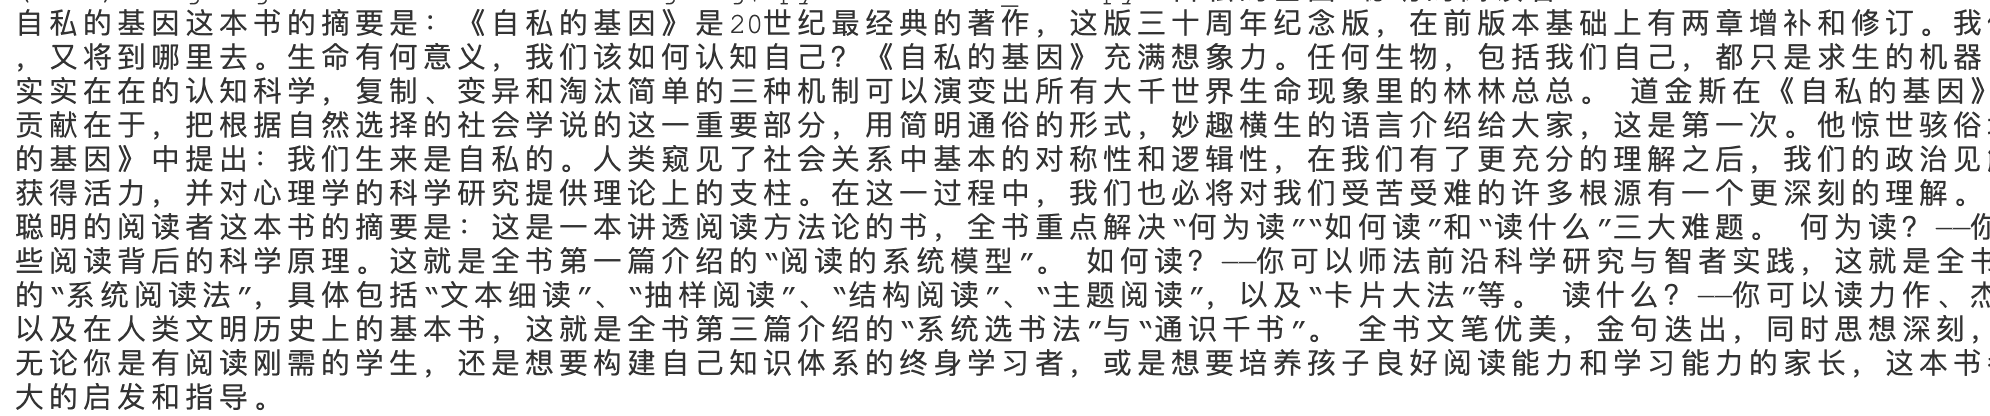 自私的基因这本书的摘要是：《自私的基因》是20世纪最经典的著作，这版三十周年纪念版，在前版本基础上有两章增补和修订。我
，又将到哪里去。生命有何意义，我们该如何认知自己？《自私的基因》充满想象力。任何生物，包括我们自己，都只是求生的机器
实实在在的认知科学，复制、变异和淘汰简单的三种机制可以演变出所有大千世界生命现象里的林林总总。 道金斯在《自私的基因》
贡献在于，把根据自然选择的社会学说的这一重要部分，用简明通俗的形式，妙趣横生的语言介绍给大家，这是第一次。他惊世骇俗
的基因》中提出：我们生来是自私的。人类窥见了社会关系中基本的对称性和逻辑性，在我们有了更充分的理解之后，我们的政治见
获得活力，并对心理学的科学研究提供理论上的支柱。在这一过程中，我们也必将对我们受苦受难的许多根源有一个更深刻的理解。
聪明的阅读者这本书的摘要是：这是一本讲透阅读方法论的书，全书重点解决“何为读”“如何读”和“读什么”三大难题。 何为读？——你
些阅读背后的科学原理。这就是全书第一篇介绍的“阅读的系统模型”。 如何读？——你可以师法前沿科学研究与智者实践，这就是全书
的“系统阅读法”，具体包括“文本细读”、“抽样阅读”、“结构阅读”、“主题阅读”，以及“卡片大法”等。 读什么？——你可以读力作、杰
以及在人类文明历史上的基本书，这就是全书第三篇介绍的“系统选书法”与“通识千书”。 全书文笔优美，金句迭出，同时思想深刻，
无论你是有阅读刚需的学生，还是想要构建自己知识体系的终身学习者，或是想要培养孩子良好阅读能力和学习能力的家长，这本书
大的启发和指导。